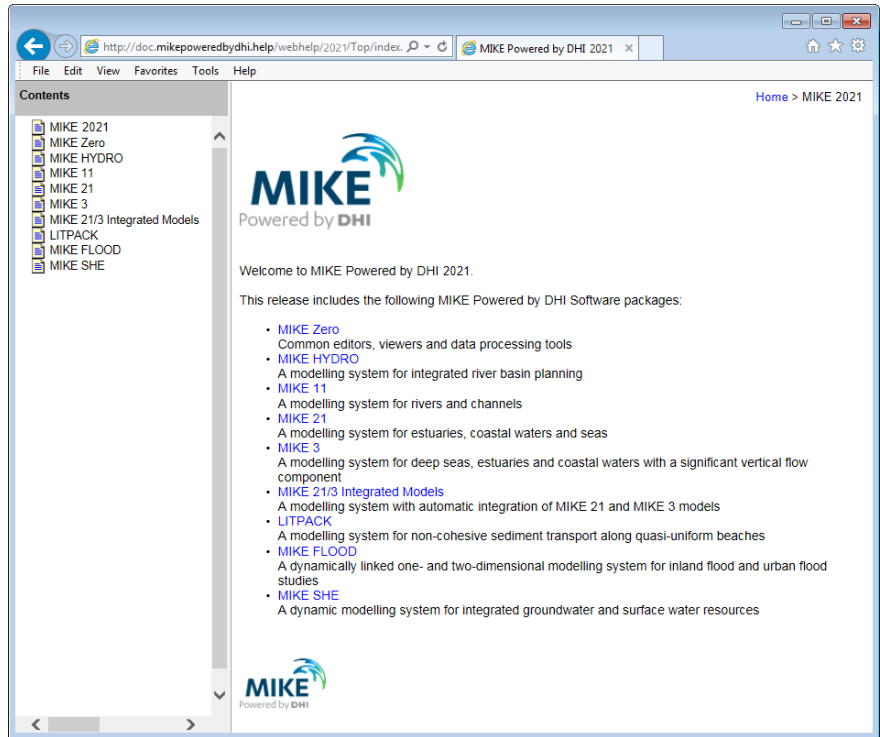 http://doc.mikepoweredbydhi.help/webhelp/2021/Top/index.
MIKE Powered by DHI 2021
File Edit View Favorites Tools Help
Contents
Home > MIKE 2021
MIKE 2021
MIKE Zero
MIKE HYDRO
MIKE 11
MIKE 21
MIKE 3
MIKE 21/3 Integrated Models
LITPACK
MIKE FLOOD
MIKE SHE
MIKE
Powered by DHI
Welcome to MIKE Powered by DHI 2021.
This release includes the following MIKE Powered by DHI Software packages:
• MIKE Zero
Common editors, viewers and data processing tools
• MIKE HYDRO
A modelling system for integrated river basin planning
• MIKE 11
A modelling system for rivers and channels
• MIKE 21
A modelling system for estuaries, coastal waters and seas
• MIKE 3
A modelling system for deep seas, estuaries and coastal waters with a significant vertical flow
component
• MIKE 21/3 Integrated Models
A modelling system with automatic integration of MIKE 21 and MIKE 3 models
• LITPACK
A modelling system for non-cohesive sediment transport along quasi-uniform beaches
• MIKE FLOOD
A dynamically linked one- and two-dimensional modelling system for inland flood and urban flood
studies
• MIKE SHE
A dynamic modelling system for integrated groundwater and surface water resources
MIKE
Powered by DHI